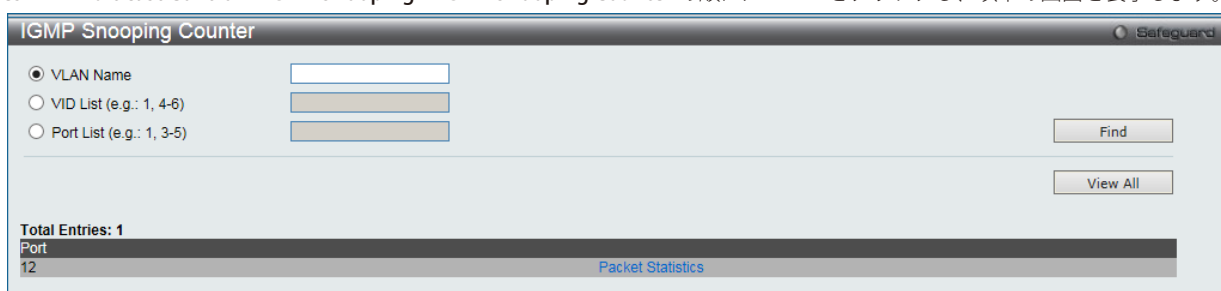 IGMP Snooping Counter
Safeguard
VLAN Name
VID List (e.g.: 1, 4-6)
Port List (e.g.: 1, 3-5)
Find
View All
Total Entries: 1
Port
12 Packet Statistics